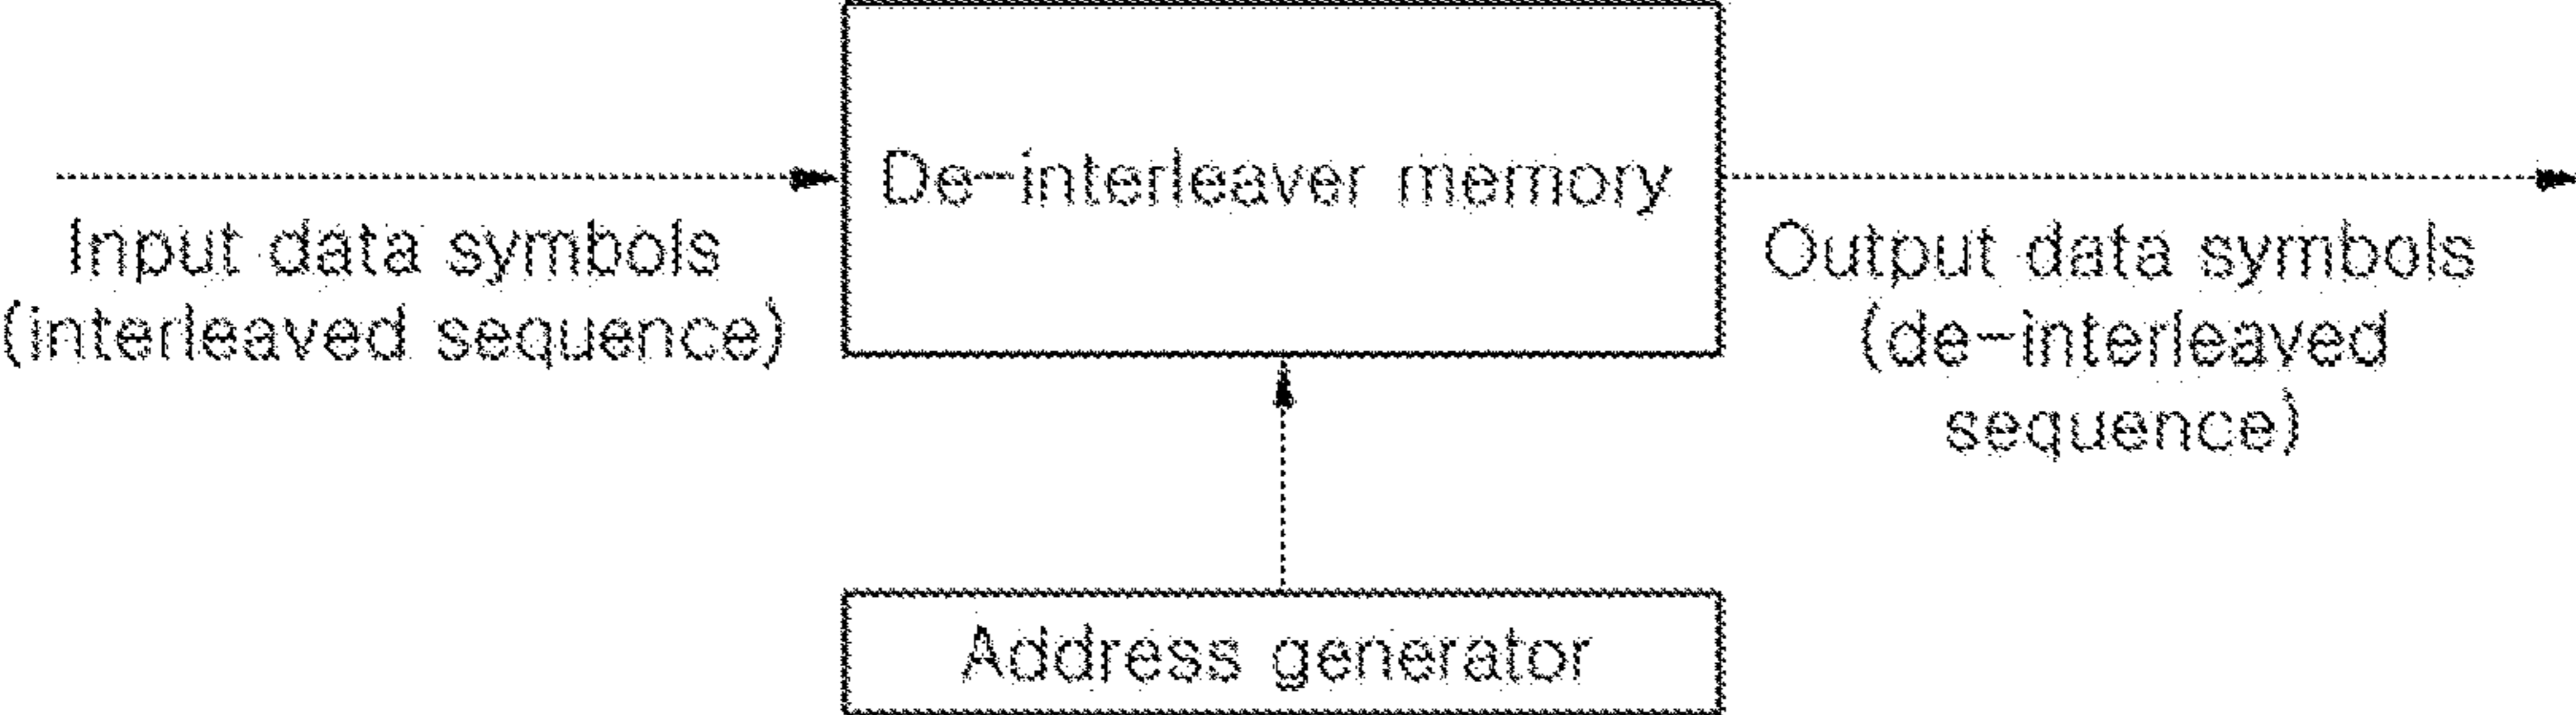 De-interleaver memory
Input data symbols
(interleaved sequence)
Output data symbols
(de-interleaved
sequence)
Address generator